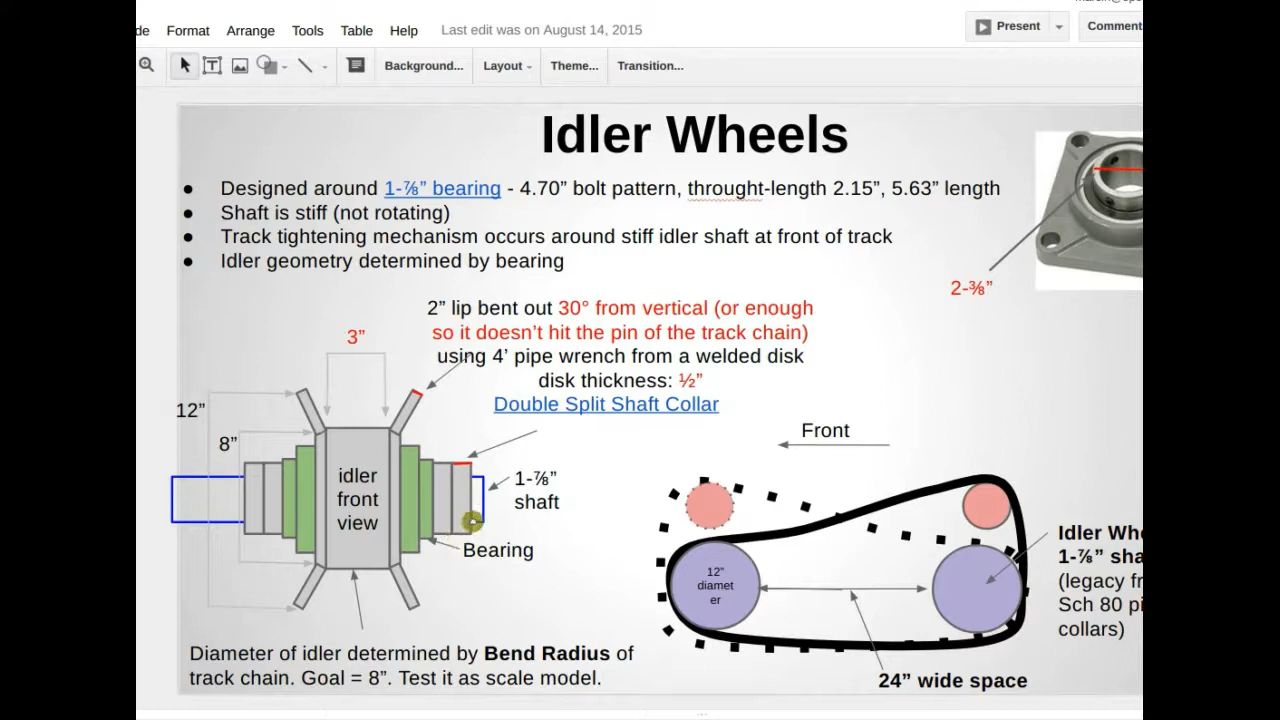 de Format Arrange Tools Table Help Last edit was on August 14, 2015
Present Comment
Background... Layout Theme... Transition...
Idler Wheels
● Designed around 1-⅞” bearing - 4.70” bolt pattern, throught-length 2.15”, 5.63” length
● Shaft is stiff (not rotating)
● Track tightening mechanism occurs around stiff idler shaft at front of track
● Idler geometry determined by bearing
2-⅜”
2” lip bent out 30° from vertical (or enough
so it doesn’t hit the pin of the track chain)
using 4’ pipe wrench from a welded disk
disk thickness: ½”
Double Split Shaft Collar
3”
12”
8”
idler
front
view
1-⅞”
shaft
Bearing
Front
12”
diamet
er
Idler Whe
1-⅞” sha
(legacy fr
Sch 80 pi
collars)
24” wide space
Diameter of idler determined by Bend Radius of
track chain. Goal = 8”. Test it as scale model.